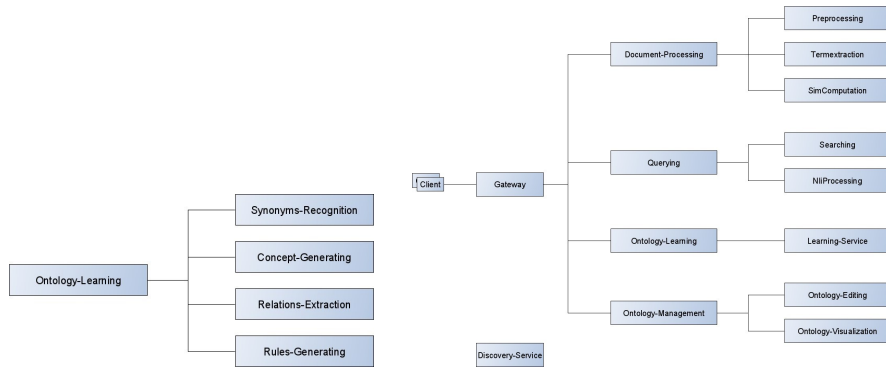 Ontology-Learning
Synonyms-Recognition
Concept-Generating
Relations-Extraction
Rules-Generating
Client
Gateway
Discovery-Service
Document-Processing
Preprocessing
Termextraction
SimComputation
Querying
Searching
NliProcessing
Ontology-Learning
Learning-Service
Ontology-Management
Ontology-Editing
Ontology-Visualization